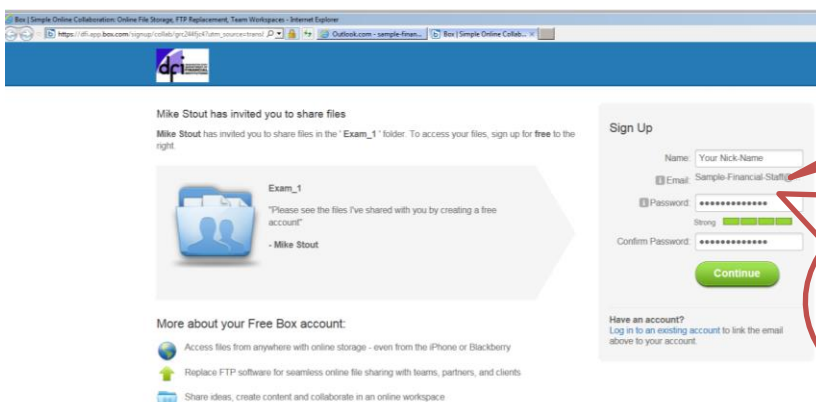 Box | Simple Online Collaboration: Online File Storage, FTP Replacement, Team Workspaces - Internet Explorer
Outlook.com - sample-finan...
Box | Simple Online Collab...
dfi
Mike Stout has invited you to share files
Mike Stout has invited you to share files in the ' Exam_1 ' folder. To access your files, sign up for free to the
right.
Exam_1
"Please see the files I've shared with you by creating a free
account"
- Mike Stout
Sign Up
Name: Your Nick-Name
Email: Sample-Financial-Staff@
Password:
Strong
Confirm Password:
Continue
Have an account?
Log in to an existing account to link the email
above to your account.
More about your Free Box account:
Access files from anywhere with online storage - even from the iPhone or Blackberry
Replace FTP software for seamless online file sharing with teams, partners, and clients
Share ideas, create content and collaborate in an online workspace